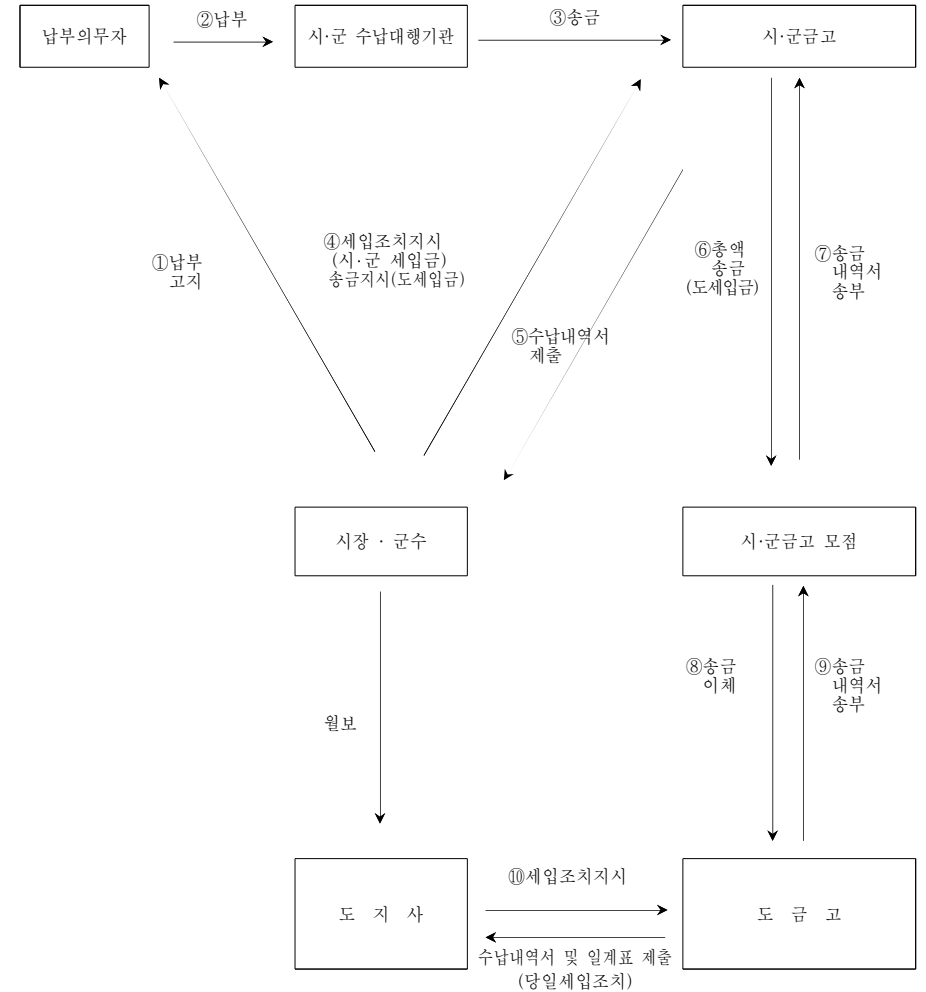 납부의무자
②납부
시·군 수납대행기관
③송금
시·군금고
①납부
고지
④세입조치지시
(시·군 세입금)
송금지시(도세입금)
⑤수납내역서
제출
⑥총액
송금
(도세입금)
⑦송금
내역서
송부
시장 · 군수
시·군금고 모점
월보
⑧송금
이체
⑨송금
내역서
송부
도 지 사
⑩세입조치지시
수납내역서 및 일계표 제출
(당일세입조치)
도 금 고